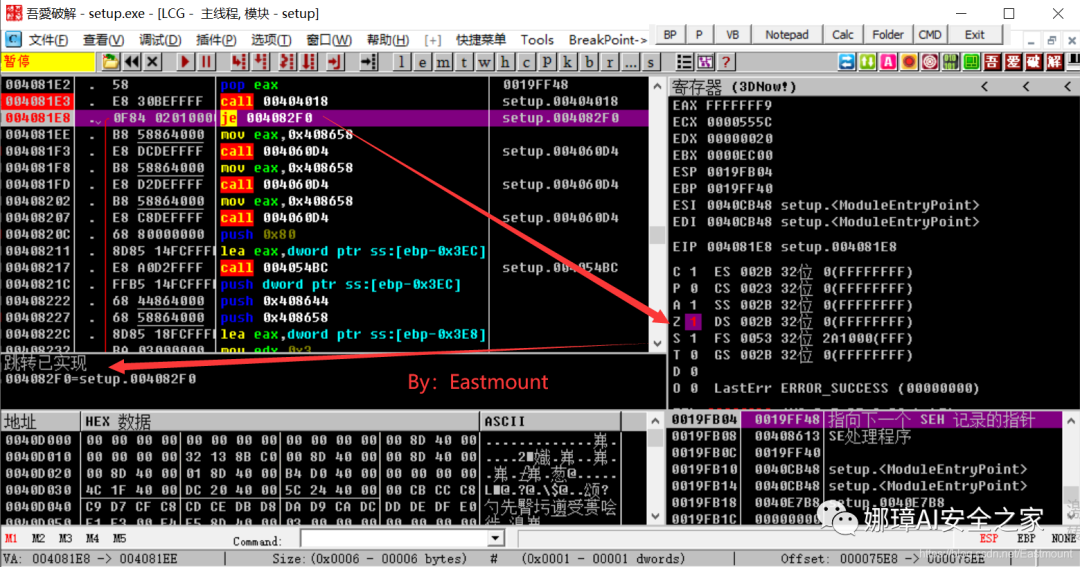 吾愛破解 - setup.exe - [LCG - 主线程, 模块 - setup]
文件(F) 查看(V) 调试(D) 插件(P) 选项(T) 窗口(W) 帮助(H) [+] 快捷菜单 Tools BreakPoint-> BP P VB Notepad Calc Folder CMD Exit
暂停 l e m t w h c p k b r ... s 吾 爱 破 解
004081E2 . 58 pop eax 0019FF48
004081E3 . E8 30BEFFFF call 00404018 setup.00404018
004081E8 . 0F84 02010000 je 004082F0 setup.004082F0
004081EE . B8 58864000 mov eax,0x408658
004081F3 . E8 DCDEFFFF call 004060D4 setup.004060D4
004081F8 . B8 58864000 mov eax,0x408658
004081FD . E8 D2DEFFFF call 004060D4 setup.004060D4
00408202 . B8 58864000 mov eax,0x408658
00408207 . E8 C8DEFFFF call 004060D4 setup.004060D4
0040820C . 68 80000000 push 0x80
00408211 . 8D85 14FCFFFF lea eax,dword ptr ss:[ebp-0x3EC]
00408217 . E8 A0D2FFFF call 004054BC setup.004054BC
0040821C . FFB5 14FCFFFF push dword ptr ss:[ebp-0x3EC]
00408222 . 68 44864000 push 0x408644
00408227 . 68 58864000 push 0x408658
0040822C . 8D85 18FCFFFF lea eax,dword ptr ss:[ebp-0x3E8]
00408232 . BA 03000000 mov edx,0x3
跳转已实现
004082F0=setup.004082F0
By：Eastmount
寄存器 (3DNow!) < < <
EAX FFFFFFF9
ECX 0000555C
EDX 00000020
EBX 0000EC00
ESP 0019FB04
EBP 0019FF40
ESI 0040CB48 setup.<ModuleEntryPoint>
EDI 0040CB48 setup.<ModuleEntryPoint>
EIP 004081E8 setup.004081E8
C 1 ES 002B 32位 0(FFFFFFFF)
P 0 CS 0023 32位 0(FFFFFFFF)
A 1 SS 002B 32位 0(FFFFFFFF)
Z 1 DS 002B 32位 0(FFFFFFFF)
S 1 FS 0053 32位 2A1000(FFF)
T 0 GS 002B 32位 0(FFFFFFFF)
D 0
O 0 LastErr ERROR_SUCCESS (00000000)
地址 HEX 数据 ASCII
0040D000 00 00 00 00 00 00 00 00 00 00 00 00 00 8D 40 00
0040D010 00 00 00 00 32 13 8B C0 00 8D 40 00 00 8D 40 00
0040D020 00 8D 40 00 01 8D 40 00 B4 D0 40 00 00 00 00 00
0040D030 4C 1F 40 00 DC 20 40 00 5C 24 40 00 00 CB CC C8
0040D040 C9 D7 CF C8 CD CE DB D8 DA D9 CA DC DD DE DF E0
0019FB04 0019FF48 指向下一个 SEH 记录的指针
0019FB08 00408613 SE处理程序
0019FB0C 0019FF40
0019FB10 0040CB48 setup.<ModuleEntryPoint>
0019FB14 0040CB48 setup.<ModuleEntryPoint>
0019FB18 0040E7B8 setup.0040E7B8
0019FB1C 00000000
娜璋AI安全之家
M1 M2 M3 M4 M5 Command: ESP EBP NONE
VA: 004081E8 -> 004081EE Size:(0x0006 - 00006 bytes) # (0x0001 - 00001 dwords) Offset: 000075E8 -> 000075EE